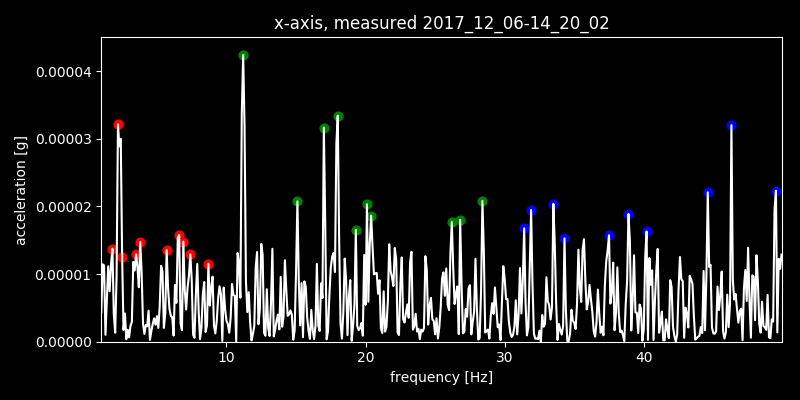 x-axis, measured 2017_12_06-14_20_02
0.00004
0.00003
0.00002
0.00001
0.00000
acceleration [g]
10 20 30 40
frequency [Hz]